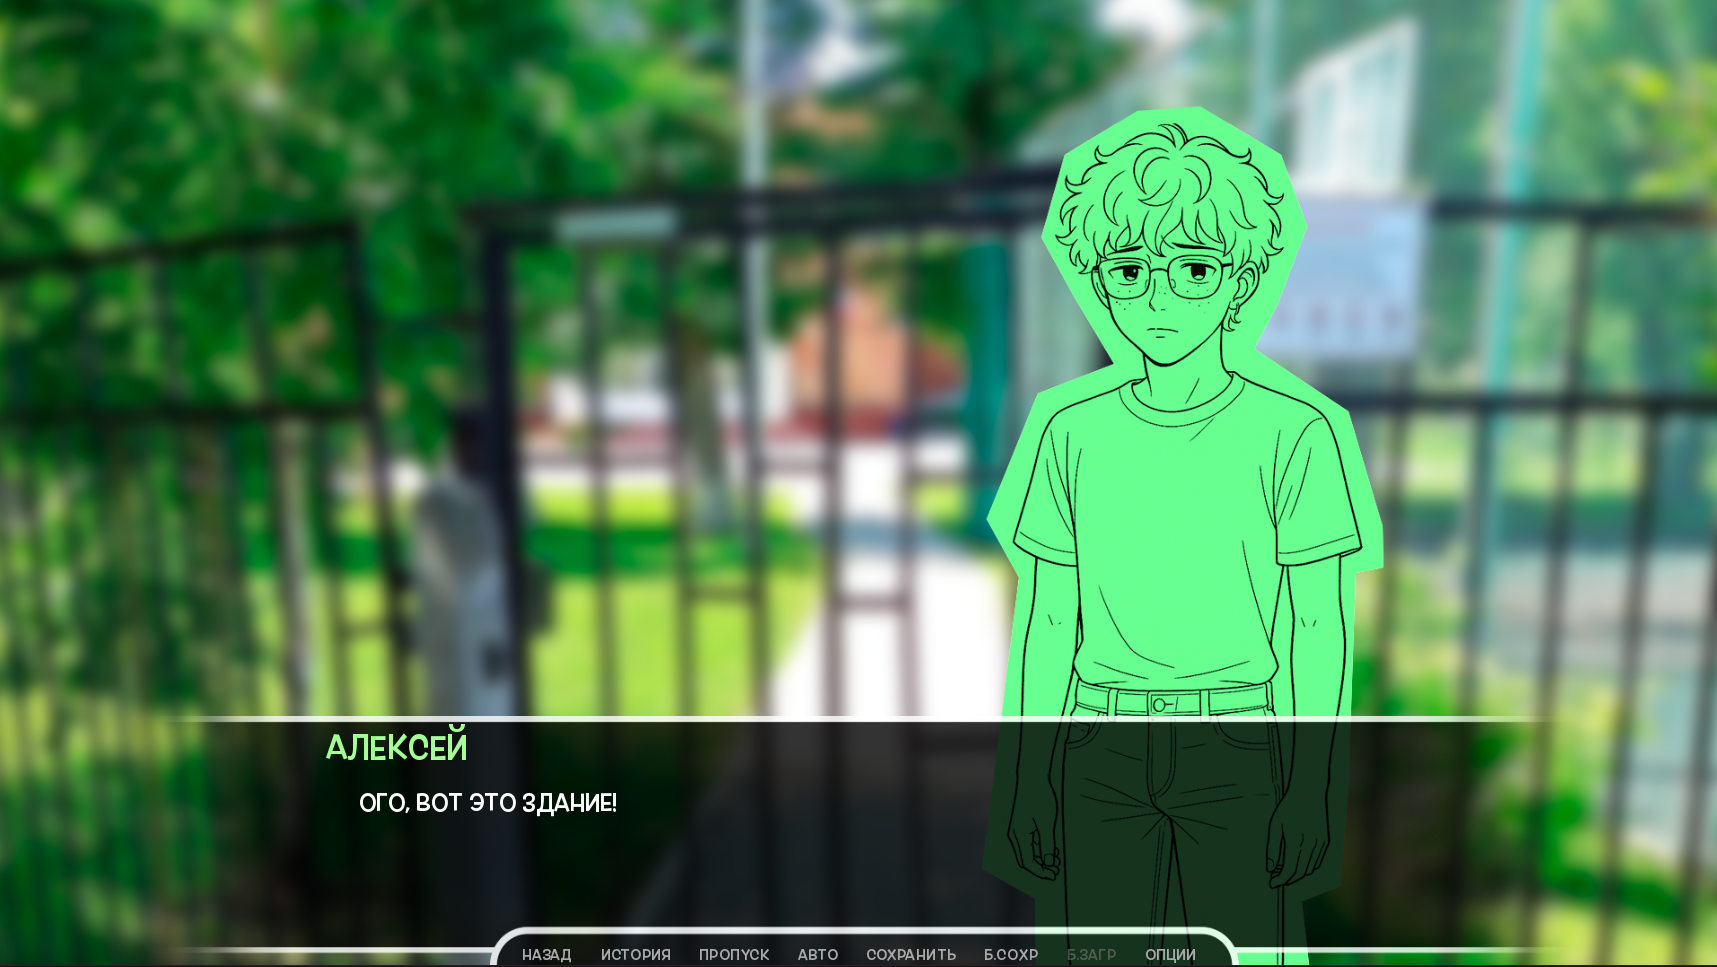 АЛЕКСЕЙ
ОГО, ВОТ ЭТО ЗДАНИЕ!
НАЗАД ИСТОРИЯ ПРОПУСК АВТО СОХРАНИТЬ Б.СОХР Б.ЗАГР ОПЦИИ